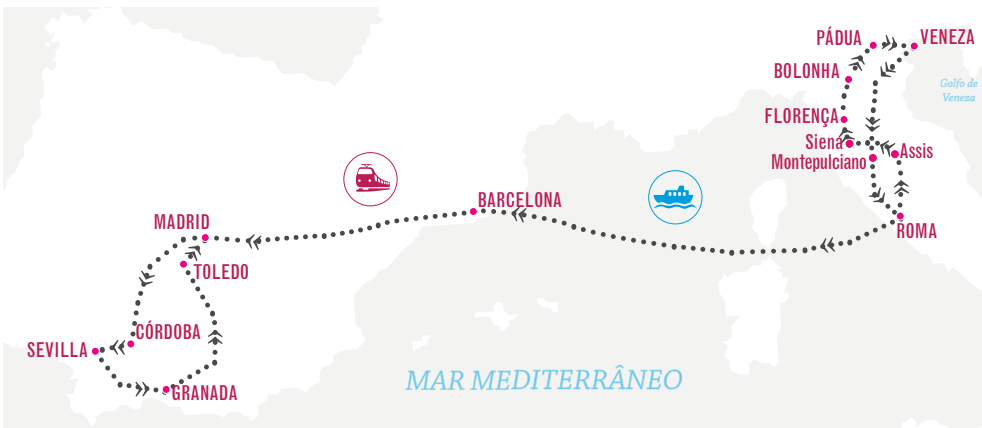 PÁDUA
VENEZA
BOLONHA
Golfo de
Veneza
FLORENÇA
Siena
Assis
Montepulciano
BARCELONA
MADRID
ROMA
TOLEDO
CÓRDOBA
SEVILLA
MAR MEDITERRÂNEO
GRANADA